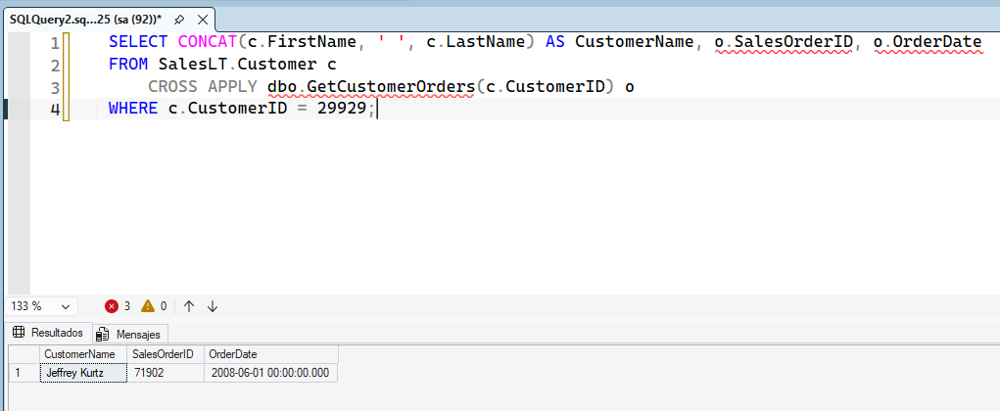 SQLQuery2.sq...25 (sa (92))*
1 SELECT CONCAT(c.FirstName, ' ', c.LastName) AS CustomerName, o.SalesOrderID, o.OrderDate
2 FROM SalesLT.Customer c
3 CROSS APPLY dbo.GetCustomerOrders(c.CustomerID) o
4 WHERE c.CustomerID = 29929;
133 % 3 0
Resultados Mensajes
CustomerName SalesOrderID OrderDate
1 Jeffrey Kurtz 71902 2008-06-01 00:00:00.000